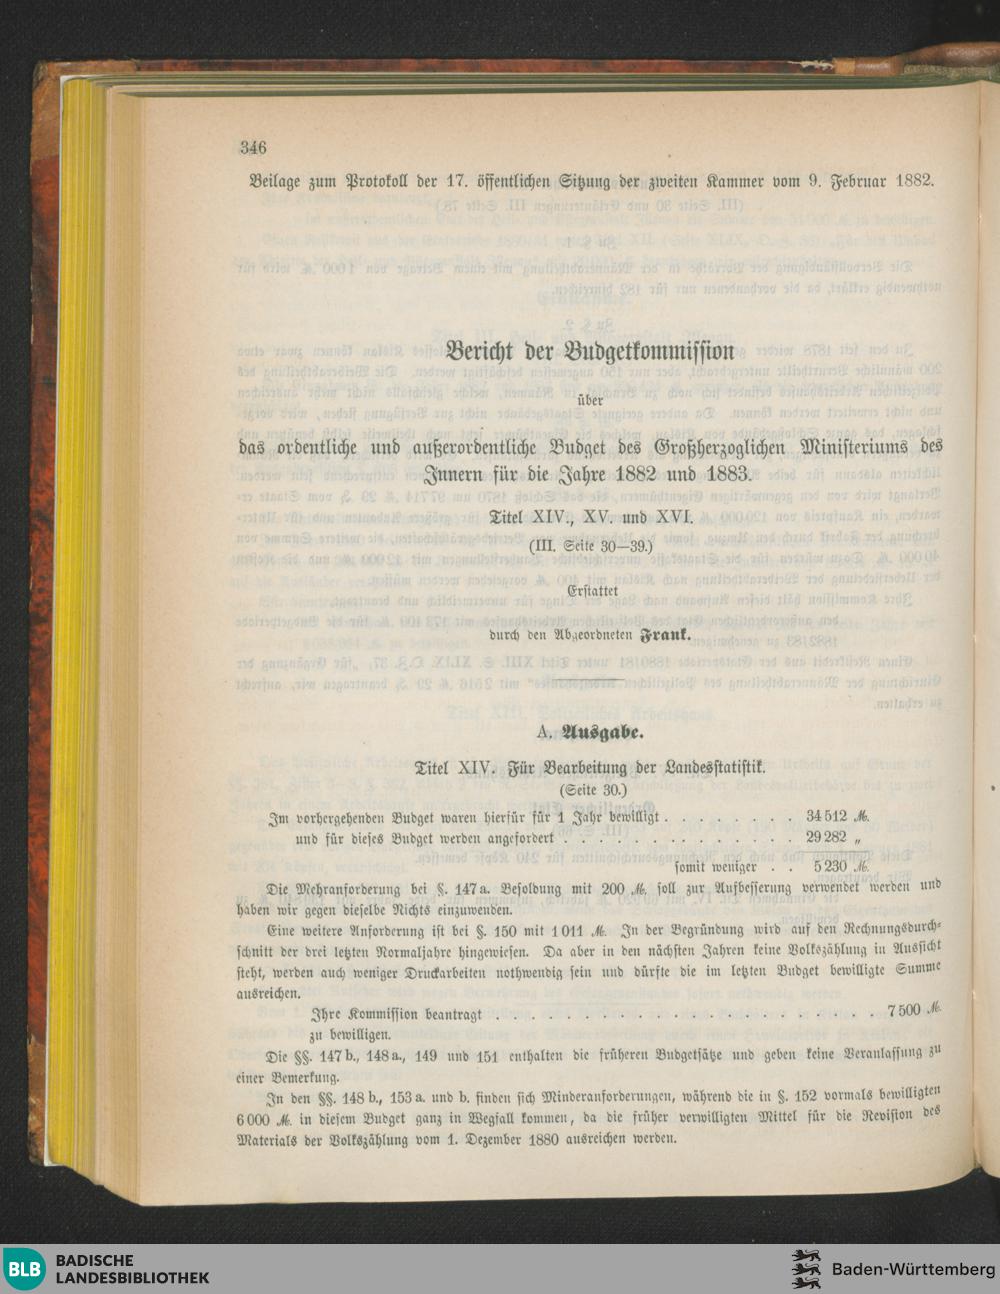 346
Beilage zum Protokoll der 17. öffentlichen Sitzung der zweiten Kammer vom 9. Februar 1882.
Bericht der Budgetkommission
über
das ordentliche und außerordentliche Budget des Großherzoglichen Ministeriums des
Innern für die Jahre 1882 und 1883.
Titel XIV., XV. und XVI.
(III. Seite 30—39.)
Erstattet
durch den Abgeordneten Frank.
A. Ausgabe.
Titel XIV. Für Bearbeitung der Landesstatistik.
(Seite 30.)
Im vorhergehenden Budget waren hierfür für 1 Jahr bewilligt . . . . . . . . 34 512 M.
und für dieses Budget werden angefordert . . . . . . . . . . . . . 29 282 „
somit weniger . . 5 230 M.
Die Mehranforderung bei §. 147 a. Besoldung mit 200 M. soll zur Aufbesserung verwendet werden und
haben wir gegen dieselbe Nichts einzuwenden.
Eine weitere Anforderung ist bei §. 150 mit 1 011 M. In der Begründung wird auf den Rechnungsdurch-
schnitt der drei letzten Normaljahre hingewiesen. Da aber in den nächsten Jahren keine Volkszählung in Aussicht
steht, werden auch weniger Druckarbeiten nothwendig sein und dürfte die im letzten Budget bewilligte Summe
ausreichen.
Ihre Kommission beantragt . . . . . . . . . . . . . . . . . . . . . 7 500 M.
zu bewilligen.
Die §§. 147 b., 148 a., 149 und 151 enthalten die früheren Budgetsätze und geben keine Veranlassung zu
einer Bemerkung.
In den §§. 148 b., 153 a. und b. finden sich Minderanforderungen, während die in §. 152 vormals bewilligten
6 000 M. in diesem Budget ganz in Wegfall kommen, da die früher verwilligten Mittel für die Revision des
Materials der Volkszählung vom 1. Dezember 1880 ausreichen werden.
BLB
BADISCHE
LANDESBIBLIOTHEK
Baden-Württemberg